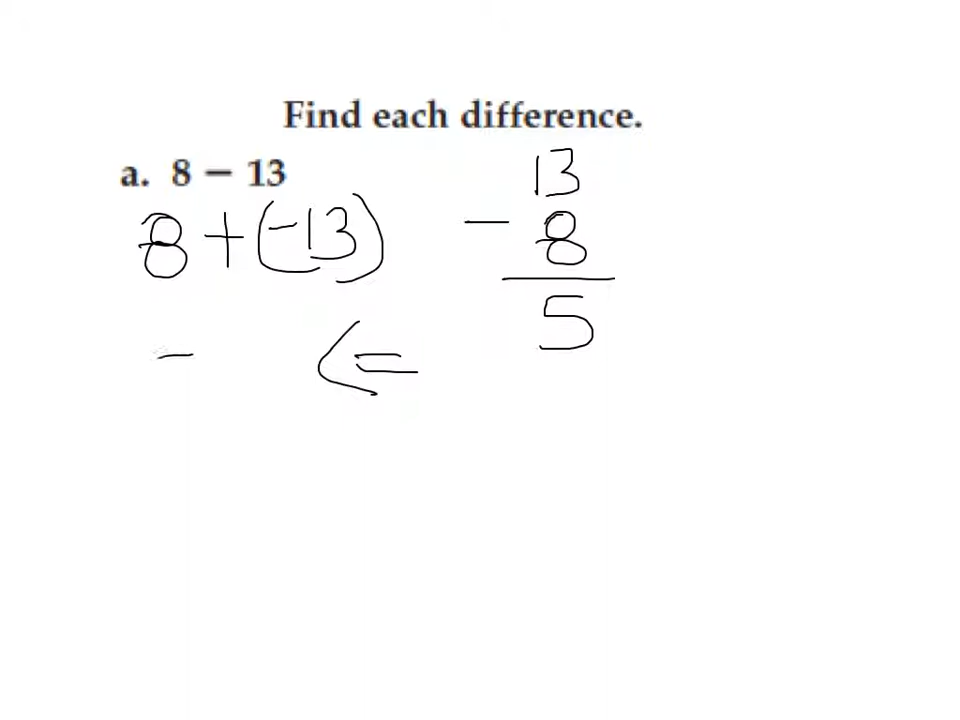 Find each difference.
a. 8 − 13
8 + (−13)
13
− 8
5
−
⇐